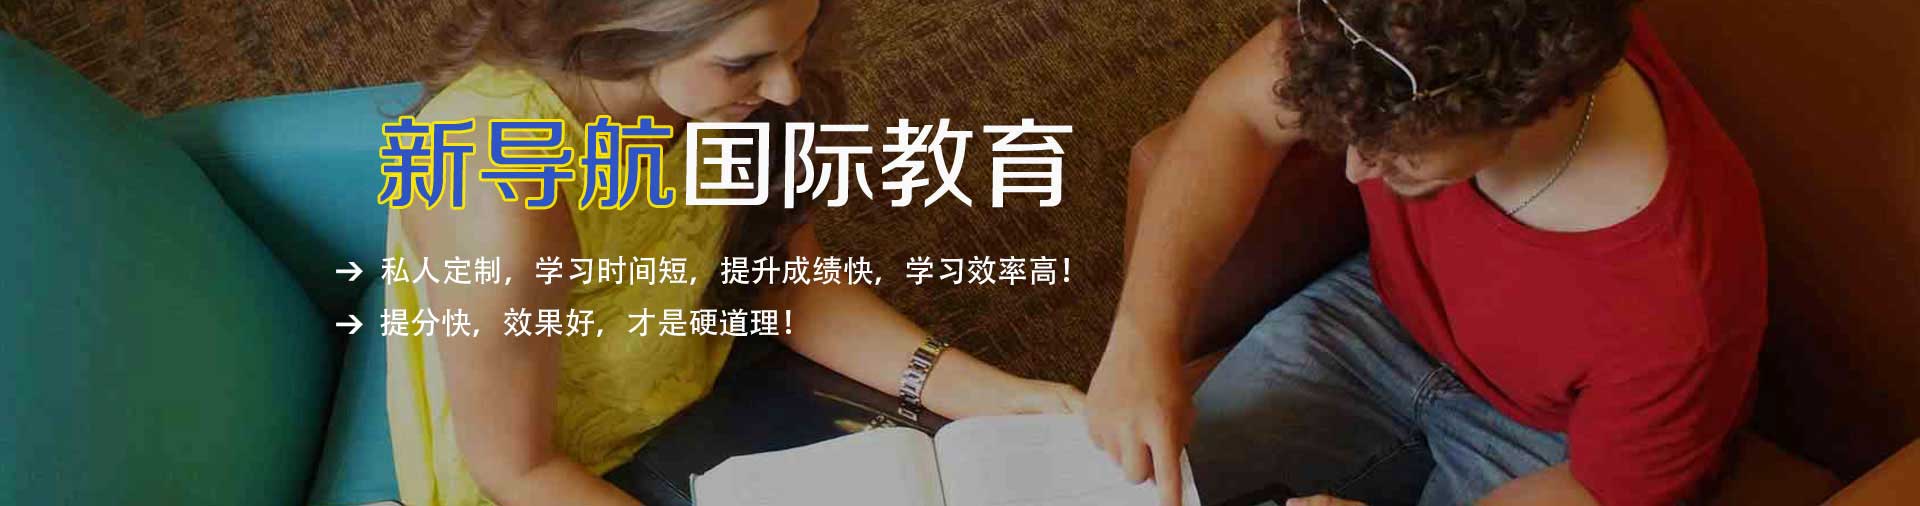 新导航国际教育
→ 私人定制，学习时间短，提升成绩快，学习效率高！
→ 提分快，效果好，才是硬道理！